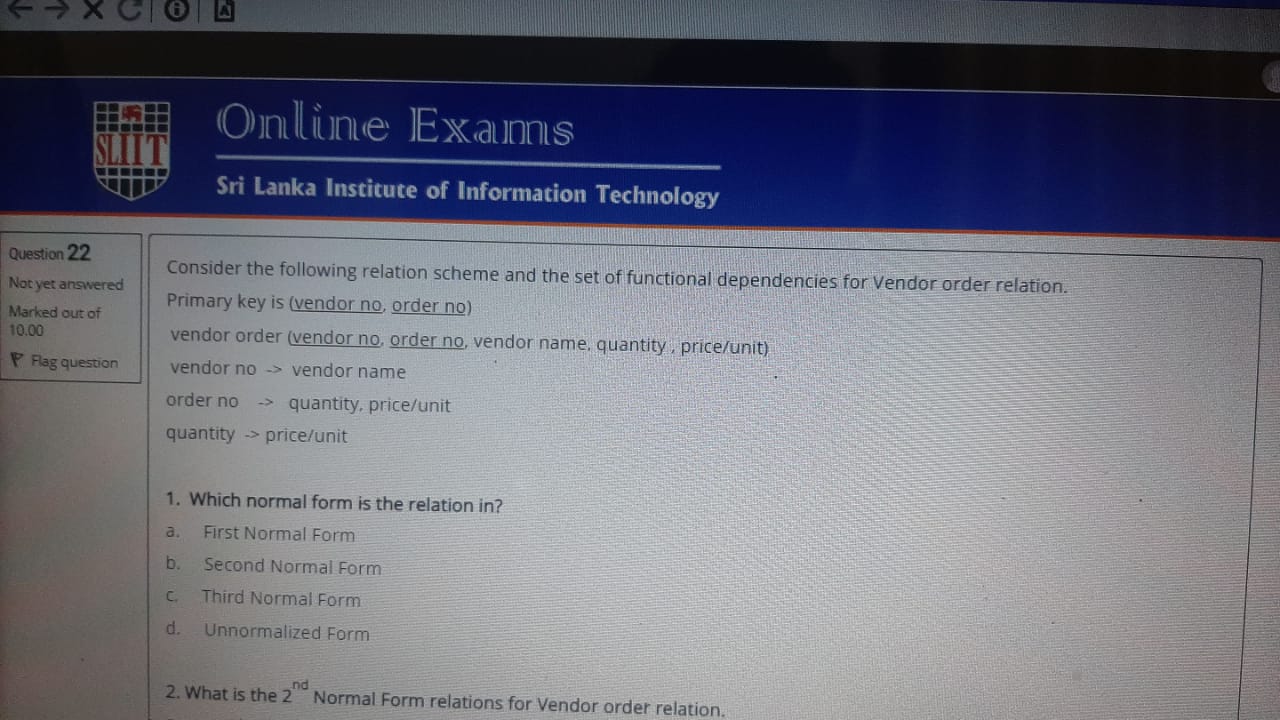 SLIIT
Online Exams
Sri Lanka Institute of Information Technology
Question 22
Not yet answered
Marked out of
10.00
Flag question
Consider the following relation scheme and the set of functional dependencies for Vendor order relation.
Primary key is (vendor no, order no)
vendor order (vendor no, order no, vendor name, quantity , price/unit)
vendor no -> vendor name
order no -> quantity, price/unit
quantity -> price/unit
1. Which normal form is the relation in?
a. First Normal Form
b. Second Normal Form
c. Third Normal Form
d. Unnormalized Form
2. What is the 2nd Normal Form relations for Vendor order relation.